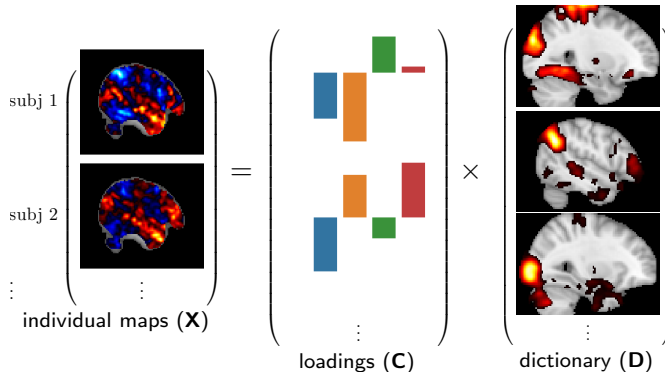 subj 1
subj 2
⋮ ⋮ ⋮ ⋮
= ×
individual maps (X)
loadings (C)
dictionary (D)